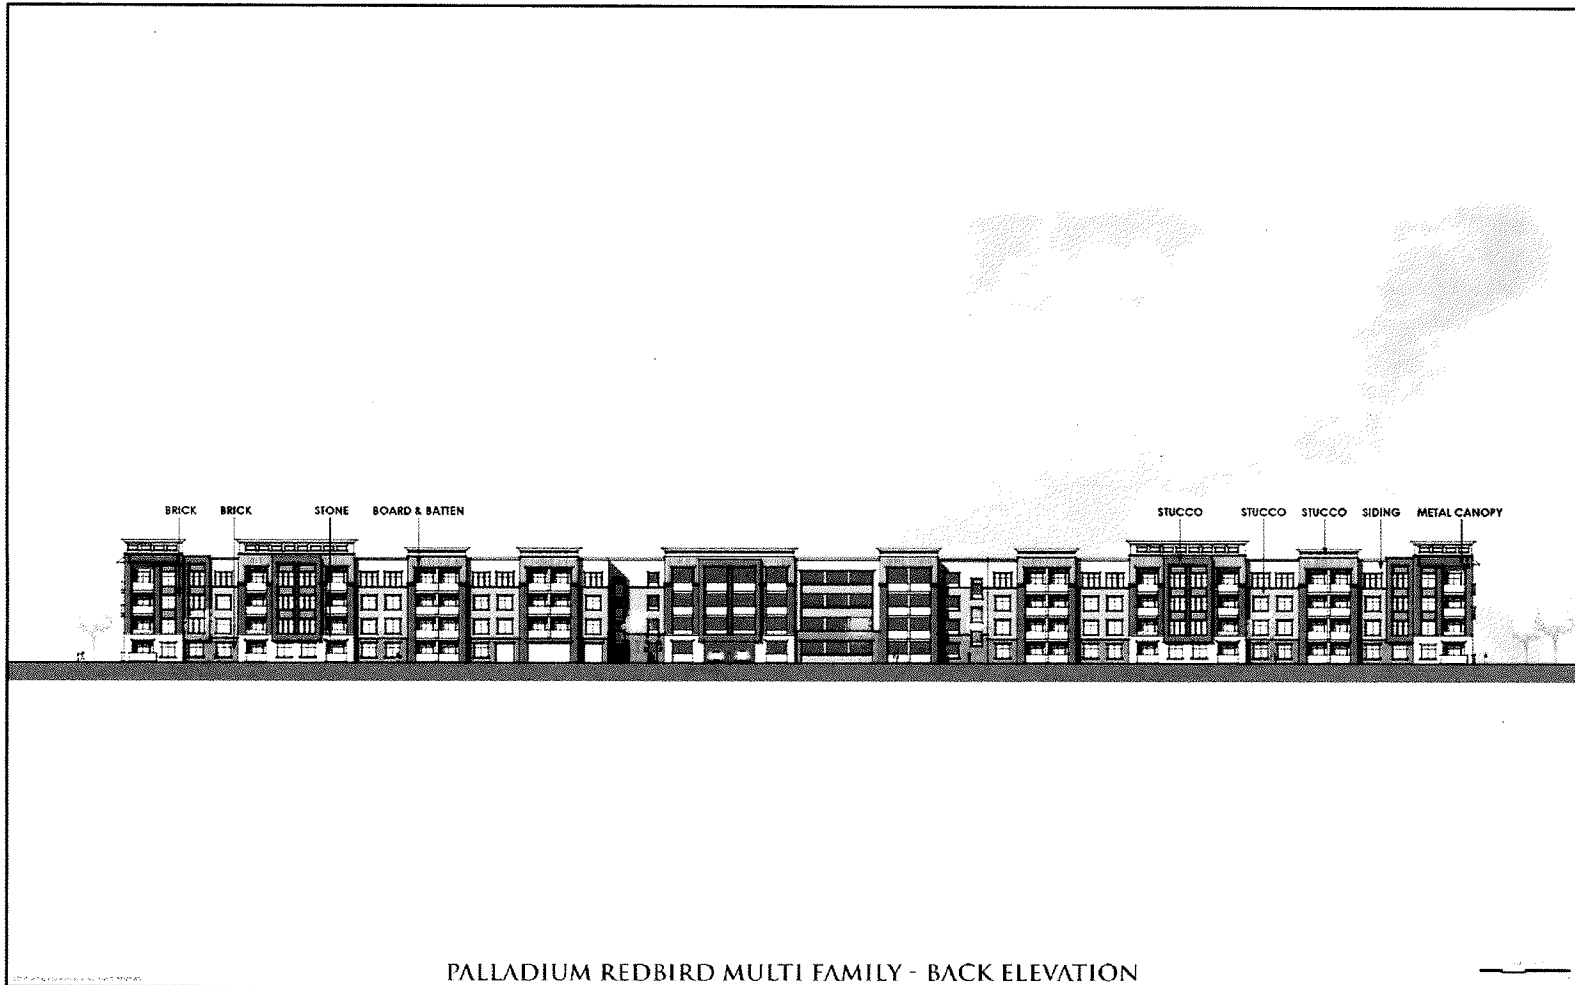 BRICK BRICK STONE BOARD & BATTEN STUCCO STUCCO STUCCO SIDING METAL CANOPY
PALLADIUM REDBIRD MULTI FAMILY - BACK ELEVATION